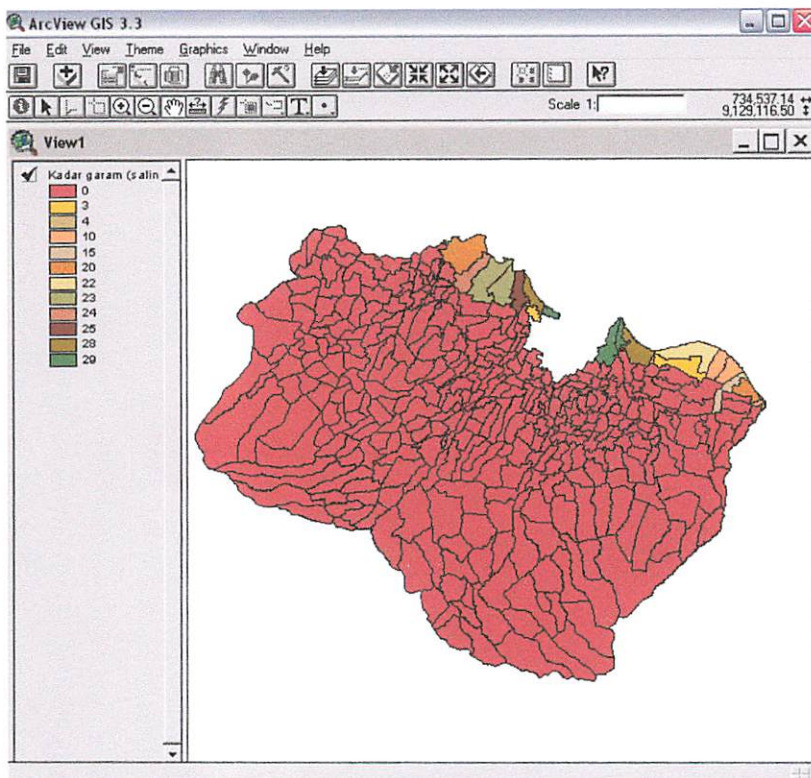 ArcView GIS 3.3
File Edit View Theme Graphics Window Help
Scale 1:
734,537.14
9,129,116.50
View1
Kadar garam (salin
0
3
4
10
15
20
22
23
24
25
28
29